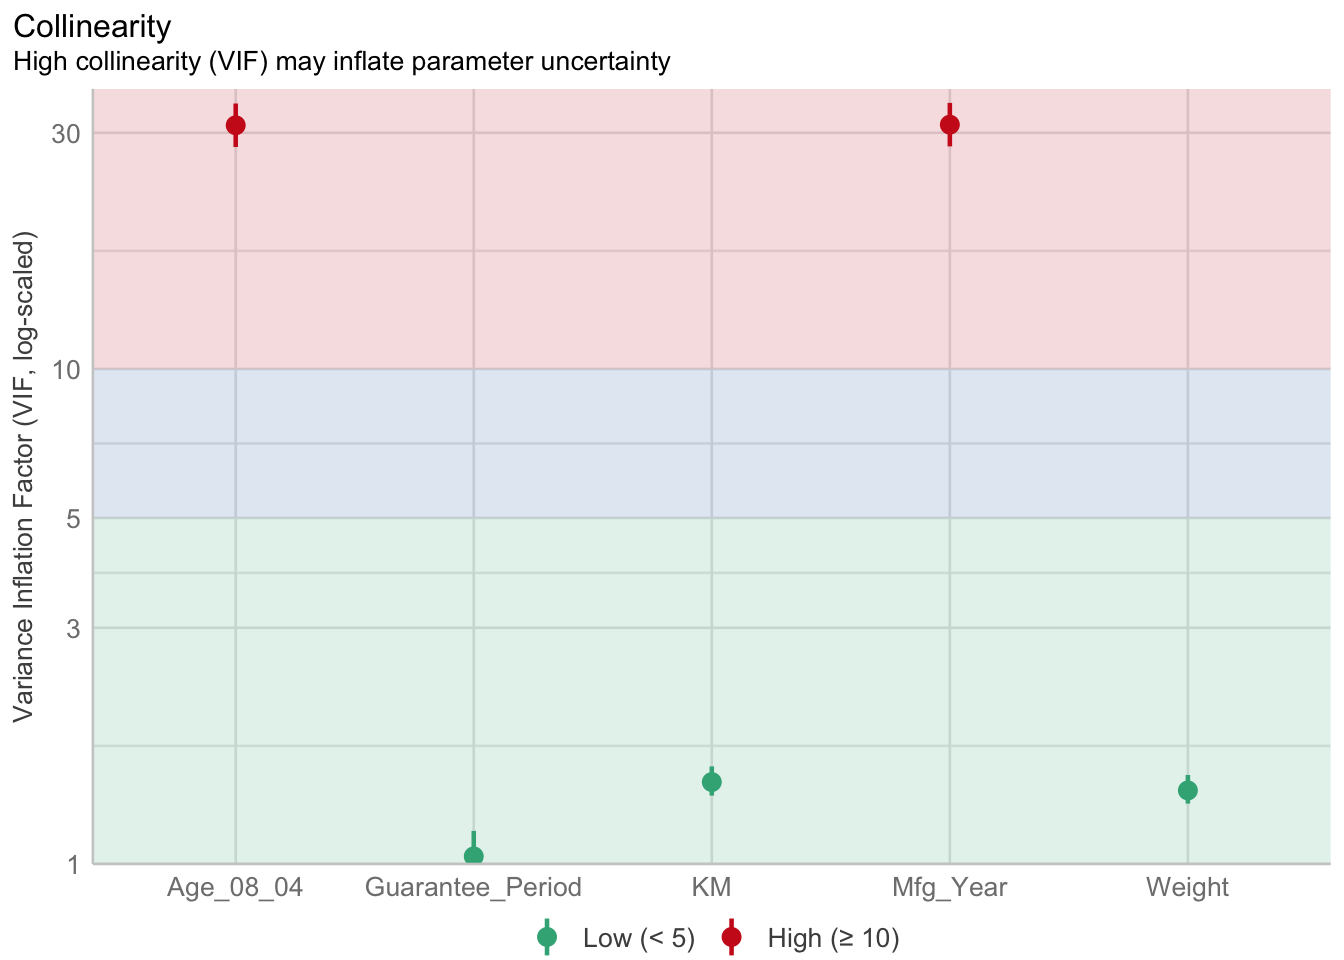 Collinearity
High collinearity (VIF) may inflate parameter uncertainty
Variance Inflation Factor (VIF, log-scaled)
30
10
5
3
1
Age_08_04
Guarantee_Period
KM
Mfg_Year
Weight
Low (< 5)
High (≥ 10)